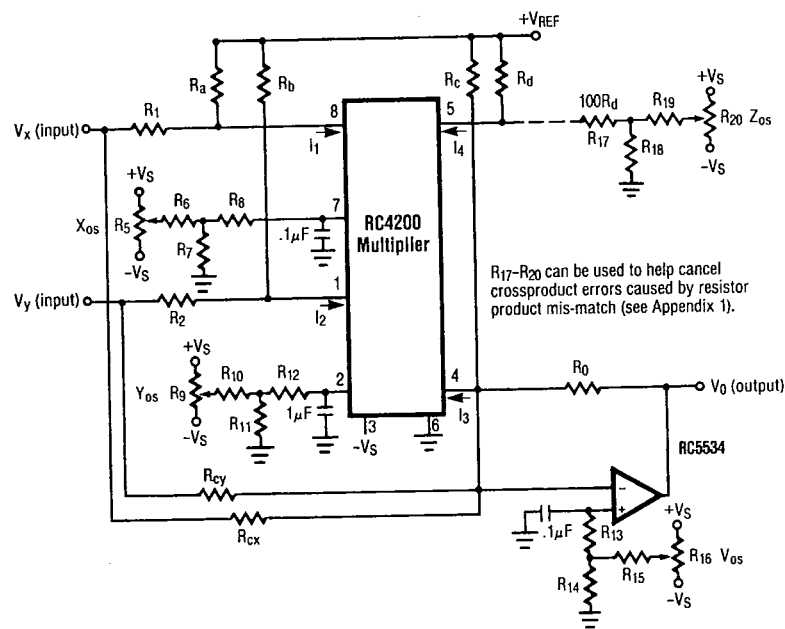 +VREF
Ra
Rb
Rc
Rd
+VS
R1
8
5
100Rd
R19
Vx (input)
R20 Zos
I1
I4
R17
R18
−VS
+VS
R6
R8
7
RC4200
Multiplier
Xos
R5
.1µF
R7
−VS
R17–R20 can be used to help cancel
crossproduct errors caused by resistor
product mis-match (see Appendix 1).
1
Vy (input)
R2
I2
+VS
R10
R12
2
4
R0
V0 (output)
Yos
R9
I3
R11
1µF
3
6
−VS
−VS
RC5534
Rcy
−
+
Rcx
.1µF
R13
+VS
R16 Vos
R15
R14
−VS